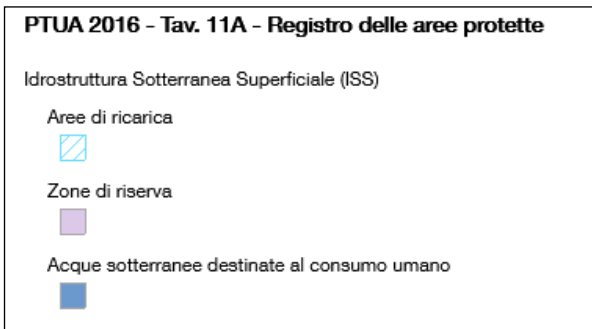 PTUA 2016 - Tav. 11A - Registro delle aree protette
Idrostruttura Sotterranea Superficiale (ISS)
Aree di ricarica
Zone di riserva
Acque sotterranee destinate al consumo umano